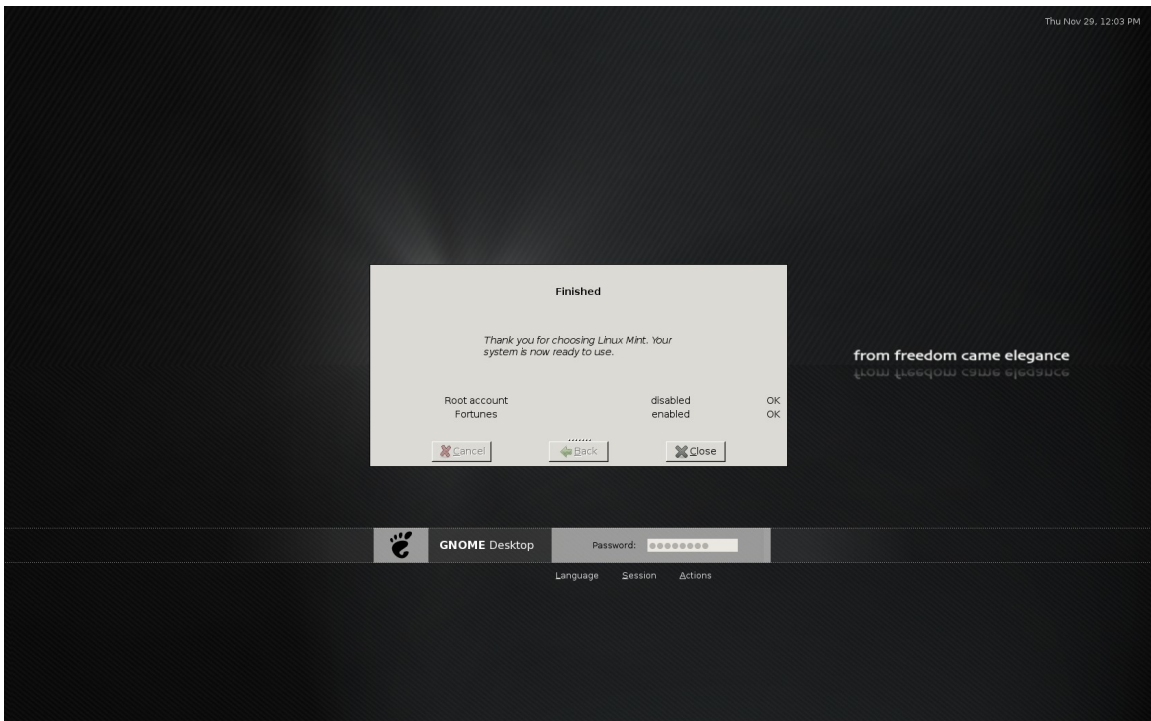 Thu Nov 29, 12:03 PM
Finished
Thank you for choosing Linux Mint. Your
system is now ready to use.
from freedom came elegance
Root account disabled OK
Fortunes enabled OK
Cancel Back Close
GNOME Desktop Password:
Language Session Actions